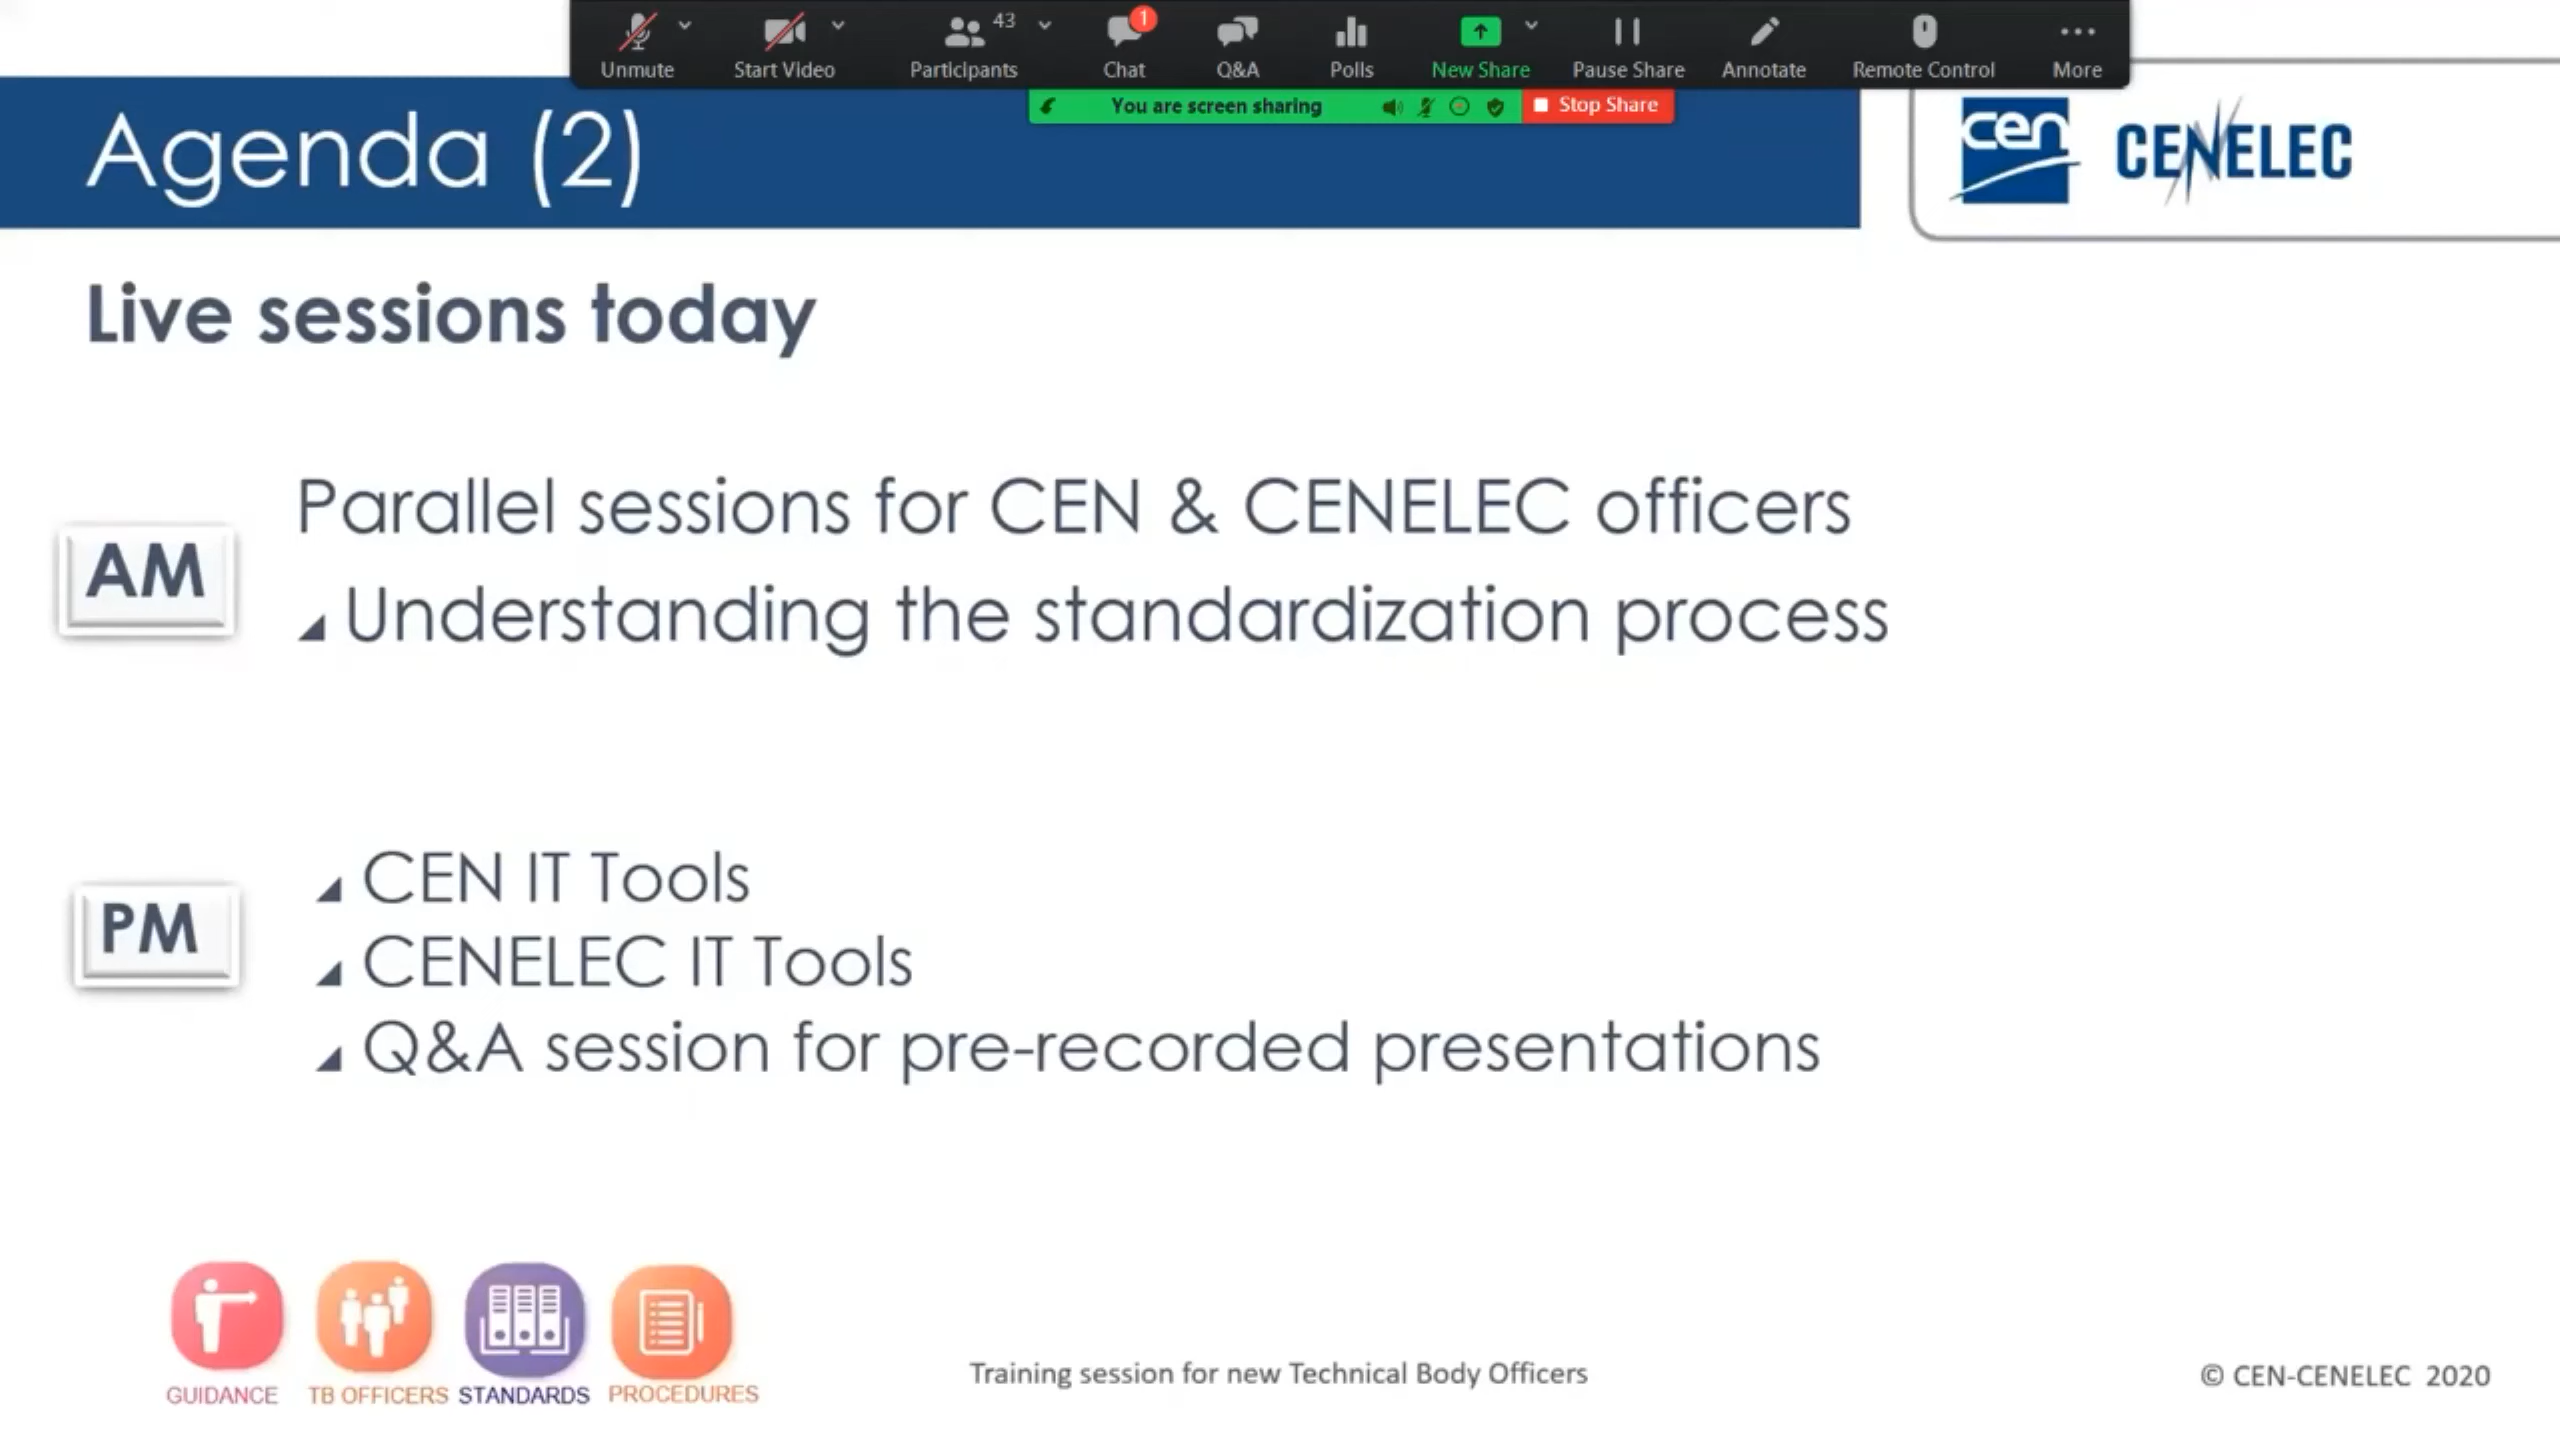 Unmute
Start Video
43
Participants
1
Chat
Q&A
Polls
New Share
Pause Share
Annotate
Remote Control
More
You are screen sharing
Stop Share
Agenda (2)
cen
CENELEC
Live sessions today
AM
Parallel sessions for CEN & CENELEC officers
Understanding the standardization process
PM
CEN IT Tools
CENELEC IT Tools
Q&A session for pre-recorded presentations
GUIDANCE
TB OFFICERS
STANDARDS
PROCEDURES
Training session for new Technical Body Officers
© CEN-CENELEC 2020